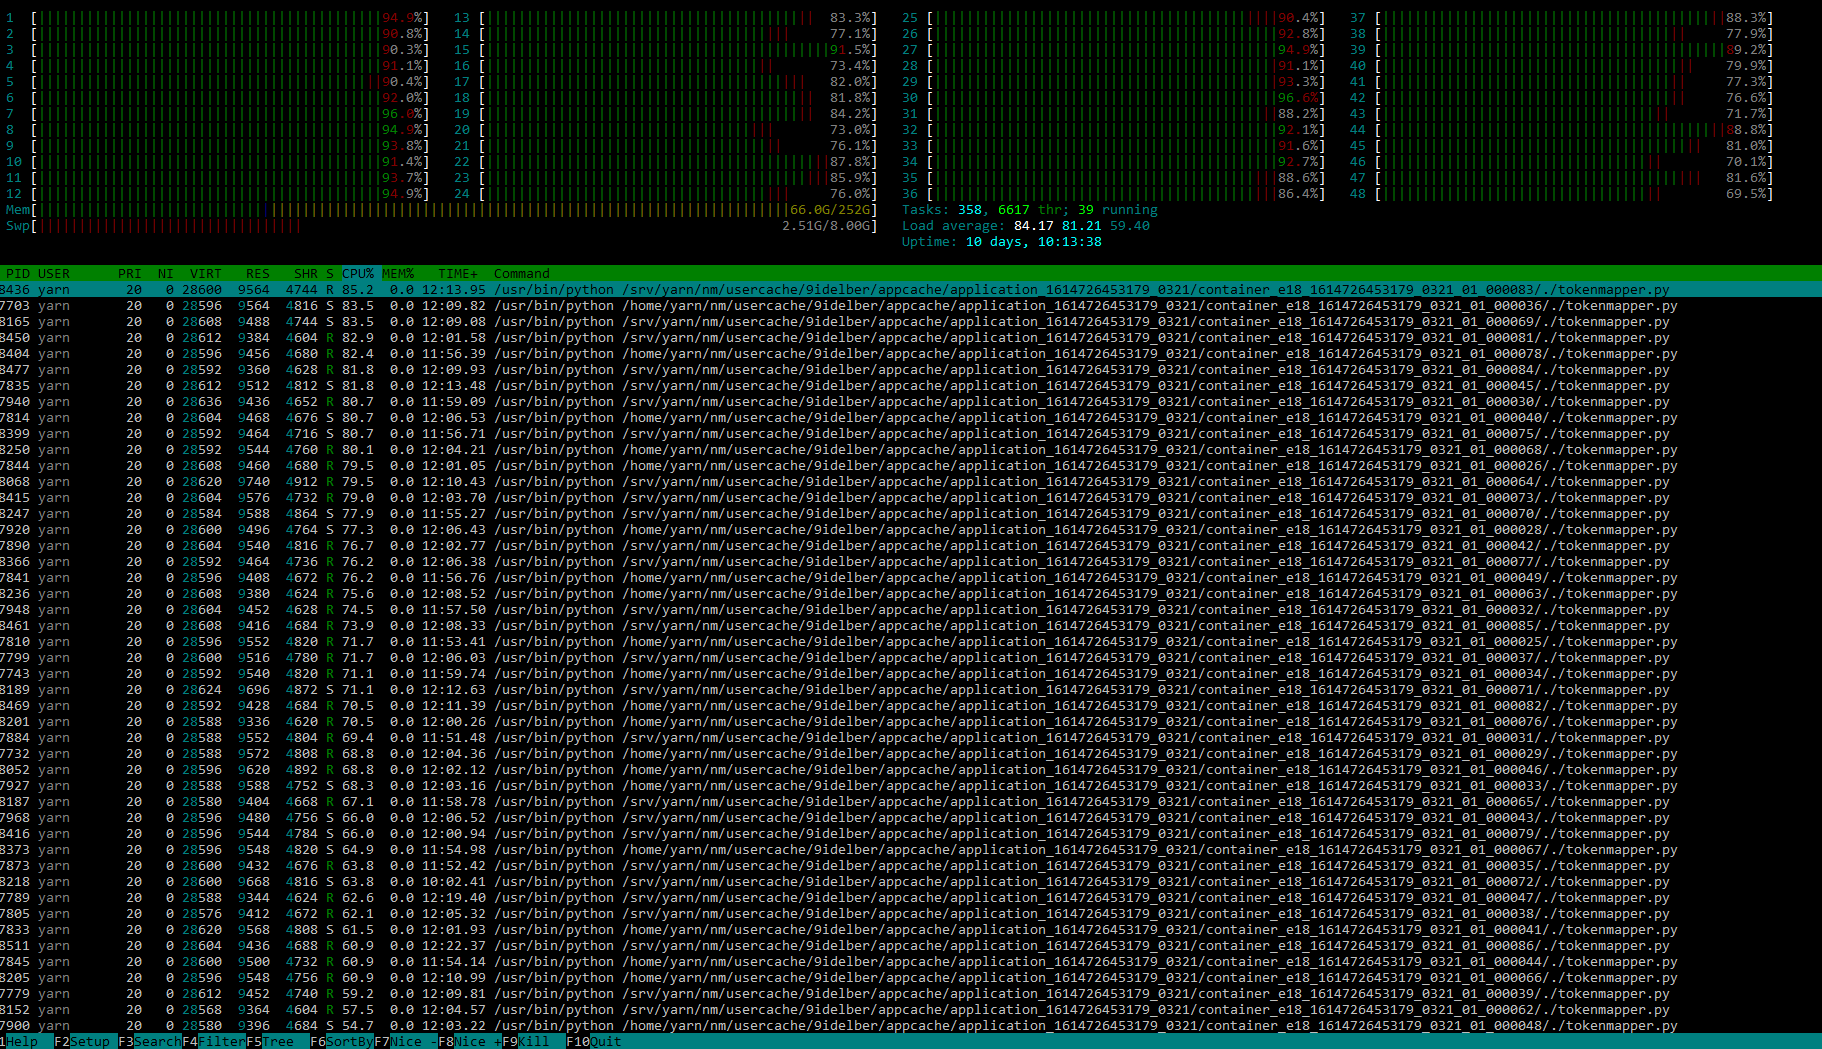 1 [94.9%] 13 [83.3%] 25 [90.4%] 37 [88.3%]
2 [90.8%] 14 [77.1%] 26 [92.8%] 38 [77.9%]
3 [90.3%] 15 [91.5%] 27 [94.9%] 39 [89.2%]
4 [91.1%] 16 [73.4%] 28 [91.1%] 40 [79.9%]
5 [90.4%] 17 [82.0%] 29 [93.3%] 41 [77.3%]
6 [92.0%] 18 [81.8%] 30 [96.6%] 42 [76.6%]
7 [96.0%] 19 [84.2%] 31 [88.2%] 43 [71.7%]
8 [94.9%] 20 [73.0%] 32 [92.1%] 44 [88.8%]
9 [93.8%] 21 [76.1%] 33 [91.6%] 45 [81.0%]
10 [91.4%] 22 [87.8%] 34 [92.7%] 46 [70.1%]
11 [93.7%] 23 [85.9%] 35 [88.6%] 47 [81.6%]
12 [94.9%] 24 [76.0%] 36 [86.4%] 48 [69.5%]
Mem[66.0G/252G] Tasks: 358, 6617 thr; 39 running
Swp[2.51G/8.00G] Load average: 84.17 81.21 59.40
Uptime: 10 days, 10:13:38
PID USER PRI NI VIRT RES SHR S CPU% MEM% TIME+ Command
8436 yarn 20 0 28600 9564 4744 R 85.2 0.0 12:13.95 /usr/bin/python /srv/yarn/nm/usercache/9idelber/appcache/application_1614726453179_0321/container_e18_1614726453179_0321_01_000083/./tokenmapper.py
7703 yarn 20 0 28596 9564 4816 S 83.5 0.0 12:09.82 /usr/bin/python /home/yarn/nm/usercache/9idelber/appcache/application_1614726453179_0321/container_e18_1614726453179_0321_01_000036/./tokenmapper.py
8165 yarn 20 0 28608 9488 4744 S 83.5 0.0 12:09.08 /usr/bin/python /srv/yarn/nm/usercache/9idelber/appcache/application_1614726453179_0321/container_e18_1614726453179_0321_01_000069/./tokenmapper.py
8450 yarn 20 0 28612 9384 4604 R 82.9 0.0 12:01.58 /usr/bin/python /srv/yarn/nm/usercache/9idelber/appcache/application_1614726453179_0321/container_e18_1614726453179_0321_01_000081/./tokenmapper.py
8404 yarn 20 0 28596 9456 4680 R 82.4 0.0 11:56.39 /usr/bin/python /home/yarn/nm/usercache/9idelber/appcache/application_1614726453179_0321/container_e18_1614726453179_0321_01_000078/./tokenmapper.py
8477 yarn 20 0 28592 9360 4628 R 81.8 0.0 12:09.93 /usr/bin/python /srv/yarn/nm/usercache/9idelber/appcache/application_1614726453179_0321/container_e18_1614726453179_0321_01_000084/./tokenmapper.py
7835 yarn 20 0 28612 9512 4812 S 81.8 0.0 12:13.48 /usr/bin/python /srv/yarn/nm/usercache/9idelber/appcache/application_1614726453179_0321/container_e18_1614726453179_0321_01_000045/./tokenmapper.py
7940 yarn 20 0 28636 9436 4652 R 80.7 0.0 11:59.09 /usr/bin/python /srv/yarn/nm/usercache/9idelber/appcache/application_1614726453179_0321/container_e18_1614726453179_0321_01_000030/./tokenmapper.py
7814 yarn 20 0 28604 9468 4676 S 80.7 0.0 12:06.53 /usr/bin/python /home/yarn/nm/usercache/9idelber/appcache/application_1614726453179_0321/container_e18_1614726453179_0321_01_000040/./tokenmapper.py
8399 yarn 20 0 28592 9464 4716 S 80.7 0.0 11:56.71 /usr/bin/python /srv/yarn/nm/usercache/9idelber/appcache/application_1614726453179_0321/container_e18_1614726453179_0321_01_000075/./tokenmapper.py
8250 yarn 20 0 28592 9544 4760 R 80.1 0.0 12:04.21 /usr/bin/python /home/yarn/nm/usercache/9idelber/appcache/application_1614726453179_0321/container_e18_1614726453179_0321_01_000068/./tokenmapper.py
7844 yarn 20 0 28608 9460 4680 R 79.5 0.0 12:01.05 /usr/bin/python /home/yarn/nm/usercache/9idelber/appcache/application_1614726453179_0321/container_e18_1614726453179_0321_01_000026/./tokenmapper.py
8068 yarn 20 0 28620 9740 4912 R 79.5 0.0 12:10.43 /usr/bin/python /srv/yarn/nm/usercache/9idelber/appcache/application_1614726453179_0321/container_e18_1614726453179_0321_01_000064/./tokenmapper.py
8415 yarn 20 0 28604 9576 4732 R 79.0 0.0 12:03.70 /usr/bin/python /srv/yarn/nm/usercache/9idelber/appcache/application_1614726453179_0321/container_e18_1614726453179_0321_01_000073/./tokenmapper.py
8247 yarn 20 0 28584 9588 4864 S 77.9 0.0 11:55.27 /usr/bin/python /srv/yarn/nm/usercache/9idelber/appcache/application_1614726453179_0321/container_e18_1614726453179_0321_01_000070/./tokenmapper.py
7920 yarn 20 0 28600 9496 4764 S 77.3 0.0 12:06.43 /usr/bin/python /home/yarn/nm/usercache/9idelber/appcache/application_1614726453179_0321/container_e18_1614726453179_0321_01_000028/./tokenmapper.py
7890 yarn 20 0 28604 9540 4816 R 76.7 0.0 12:02.77 /usr/bin/python /srv/yarn/nm/usercache/9idelber/appcache/application_1614726453179_0321/container_e18_1614726453179_0321_01_000042/./tokenmapper.py
8366 yarn 20 0 28592 9464 4736 R 76.2 0.0 12:06.38 /usr/bin/python /srv/yarn/nm/usercache/9idelber/appcache/application_1614726453179_0321/container_e18_1614726453179_0321_01_000077/./tokenmapper.py
7841 yarn 20 0 28596 9408 4672 R 76.2 0.0 11:56.76 /usr/bin/python /home/yarn/nm/usercache/9idelber/appcache/application_1614726453179_0321/container_e18_1614726453179_0321_01_000049/./tokenmapper.py
8236 yarn 20 0 28608 9380 4624 R 75.6 0.0 12:08.52 /usr/bin/python /home/yarn/nm/usercache/9idelber/appcache/application_1614726453179_0321/container_e18_1614726453179_0321_01_000063/./tokenmapper.py
7948 yarn 20 0 28604 9452 4628 R 74.5 0.0 11:57.50 /usr/bin/python /srv/yarn/nm/usercache/9idelber/appcache/application_1614726453179_0321/container_e18_1614726453179_0321_01_000032/./tokenmapper.py
8461 yarn 20 0 28608 9416 4684 R 73.9 0.0 12:08.33 /usr/bin/python /srv/yarn/nm/usercache/9idelber/appcache/application_1614726453179_0321/container_e18_1614726453179_0321_01_000085/./tokenmapper.py
7810 yarn 20 0 28596 9552 4820 R 71.7 0.0 11:53.41 /usr/bin/python /home/yarn/nm/usercache/9idelber/appcache/application_1614726453179_0321/container_e18_1614726453179_0321_01_000025/./tokenmapper.py
7799 yarn 20 0 28600 9516 4780 R 71.7 0.0 12:06.03 /usr/bin/python /srv/yarn/nm/usercache/9idelber/appcache/application_1614726453179_0321/container_e18_1614726453179_0321_01_000037/./tokenmapper.py
7743 yarn 20 0 28592 9540 4820 R 71.1 0.0 11:59.74 /usr/bin/python /home/yarn/nm/usercache/9idelber/appcache/application_1614726453179_0321/container_e18_1614726453179_0321_01_000034/./tokenmapper.py
8189 yarn 20 0 28624 9696 4872 S 71.1 0.0 12:12.63 /usr/bin/python /srv/yarn/nm/usercache/9idelber/appcache/application_1614726453179_0321/container_e18_1614726453179_0321_01_000071/./tokenmapper.py
8469 yarn 20 0 28592 9428 4684 R 70.5 0.0 12:11.39 /usr/bin/python /home/yarn/nm/usercache/9idelber/appcache/application_1614726453179_0321/container_e18_1614726453179_0321_01_000082/./tokenmapper.py
8201 yarn 20 0 28588 9336 4620 R 70.5 0.0 12:00.26 /usr/bin/python /home/yarn/nm/usercache/9idelber/appcache/application_1614726453179_0321/container_e18_1614726453179_0321_01_000076/./tokenmapper.py
7884 yarn 20 0 28588 9552 4804 R 69.4 0.0 11:51.48 /usr/bin/python /srv/yarn/nm/usercache/9idelber/appcache/application_1614726453179_0321/container_e18_1614726453179_0321_01_000031/./tokenmapper.py
7732 yarn 20 0 28588 9572 4808 R 68.8 0.0 12:04.36 /usr/bin/python /home/yarn/nm/usercache/9idelber/appcache/application_1614726453179_0321/container_e18_1614726453179_0321_01_000029/./tokenmapper.py
8052 yarn 20 0 28596 9620 4892 R 68.8 0.0 12:02.12 /usr/bin/python /home/yarn/nm/usercache/9idelber/appcache/application_1614726453179_0321/container_e18_1614726453179_0321_01_000046/./tokenmapper.py
7927 yarn 20 0 28588 9588 4752 S 68.3 0.0 12:03.16 /usr/bin/python /home/yarn/nm/usercache/9idelber/appcache/application_1614726453179_0321/container_e18_1614726453179_0321_01_000033/./tokenmapper.py
8187 yarn 20 0 28580 9404 4668 R 67.1 0.0 11:58.78 /usr/bin/python /srv/yarn/nm/usercache/9idelber/appcache/application_1614726453179_0321/container_e18_1614726453179_0321_01_000065/./tokenmapper.py
7968 yarn 20 0 28596 9480 4756 S 66.0 0.0 12:06.52 /usr/bin/python /srv/yarn/nm/usercache/9idelber/appcache/application_1614726453179_0321/container_e18_1614726453179_0321_01_000043/./tokenmapper.py
8416 yarn 20 0 28596 9544 4784 S 66.0 0.0 12:00.94 /usr/bin/python /home/yarn/nm/usercache/9idelber/appcache/application_1614726453179_0321/container_e18_1614726453179_0321_01_000079/./tokenmapper.py
8373 yarn 20 0 28596 9548 4820 S 64.9 0.0 11:54.98 /usr/bin/python /home/yarn/nm/usercache/9idelber/appcache/application_1614726453179_0321/container_e18_1614726453179_0321_01_000067/./tokenmapper.py
7873 yarn 20 0 28600 9432 4676 R 63.8 0.0 11:52.42 /usr/bin/python /srv/yarn/nm/usercache/9idelber/appcache/application_1614726453179_0321/container_e18_1614726453179_0321_01_000035/./tokenmapper.py
8218 yarn 20 0 28600 9668 4816 S 63.8 0.0 10:02.41 /usr/bin/python /srv/yarn/nm/usercache/9idelber/appcache/application_1614726453179_0321/container_e18_1614726453179_0321_01_000072/./tokenmapper.py
7789 yarn 20 0 28588 9344 4624 R 62.6 0.0 12:19.40 /usr/bin/python /srv/yarn/nm/usercache/9idelber/appcache/application_1614726453179_0321/container_e18_1614726453179_0321_01_000047/./tokenmapper.py
7805 yarn 20 0 28576 9412 4672 R 62.1 0.0 12:05.32 /usr/bin/python /srv/yarn/nm/usercache/9idelber/appcache/application_1614726453179_0321/container_e18_1614726453179_0321_01_000038/./tokenmapper.py
7833 yarn 20 0 28620 9568 4808 S 61.5 0.0 12:01.93 /usr/bin/python /home/yarn/nm/usercache/9idelber/appcache/application_1614726453179_0321/container_e18_1614726453179_0321_01_000041/./tokenmapper.py
8511 yarn 20 0 28604 9436 4688 R 60.9 0.0 12:22.37 /usr/bin/python /srv/yarn/nm/usercache/9idelber/appcache/application_1614726453179_0321/container_e18_1614726453179_0321_01_000086/./tokenmapper.py
7845 yarn 20 0 28600 9500 4732 R 60.9 0.0 11:54.14 /usr/bin/python /home/yarn/nm/usercache/9idelber/appcache/application_1614726453179_0321/container_e18_1614726453179_0321_01_000044/./tokenmapper.py
8205 yarn 20 0 28596 9548 4756 R 60.9 0.0 12:10.99 /usr/bin/python /home/yarn/nm/usercache/9idelber/appcache/application_1614726453179_0321/container_e18_1614726453179_0321_01_000066/./tokenmapper.py
7779 yarn 20 0 28612 9452 4740 R 59.2 0.0 12:09.81 /usr/bin/python /srv/yarn/nm/usercache/9idelber/appcache/application_1614726453179_0321/container_e18_1614726453179_0321_01_000039/./tokenmapper.py
8152 yarn 20 0 28568 9364 4604 R 57.5 0.0 12:04.57 /usr/bin/python /srv/yarn/nm/usercache/9idelber/appcache/application_1614726453179_0321/container_e18_1614726453179_0321_01_000062/./tokenmapper.py
7900 yarn 20 0 28580 9396 4684 S 54.7 0.0 12:03.22 /usr/bin/python /home/yarn/nm/usercache/9idelber/appcache/application_1614726453179_0321/container_e18_1614726453179_0321_01_000048/./tokenmapper.py
1Help F2Setup F3SearchF4FilterF5Tree F6SortByF7Nice -F8Nice +F9Kill F10Quit